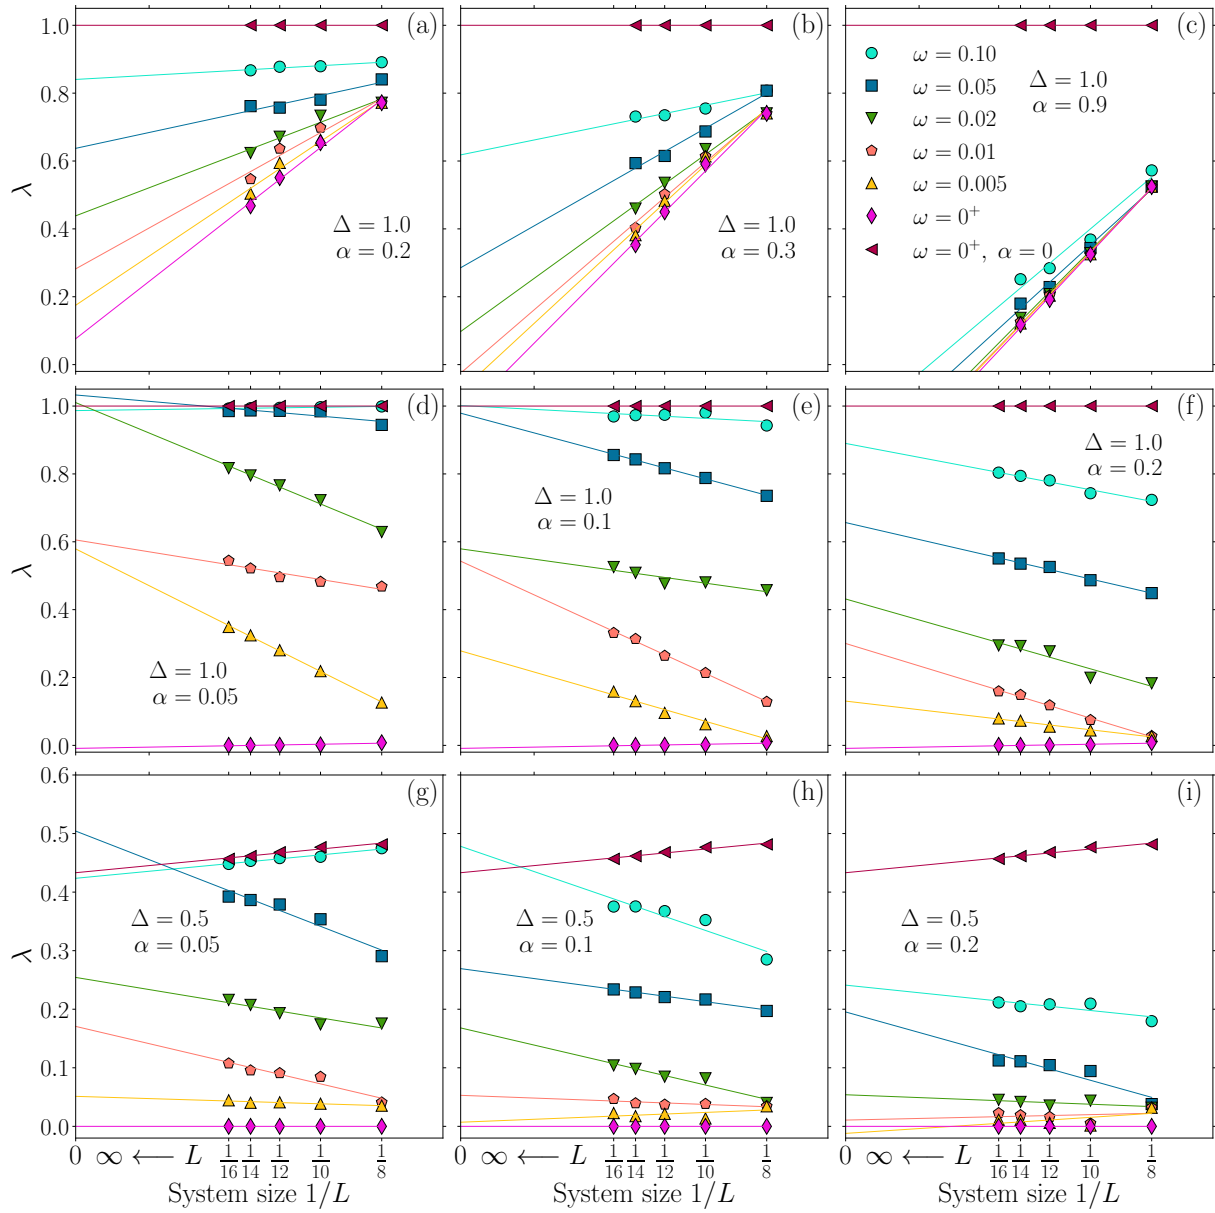 (a)
1.0
0.8
0.6
0.4
0.2
0.0
λ
Δ = 1.0
α = 0.2
(b)
Δ = 1.0
α = 0.3
(c)
ω = 0.10
ω = 0.05
ω = 0.02
ω = 0.01
ω = 0.005
ω = 0⁺
ω = 0⁺, α = 0
Δ = 1.0
α = 0.9
(d)
1.0
0.8
0.6
0.4
0.2
0.0
λ
Δ = 1.0
α = 0.05
(e)
Δ = 1.0
α = 0.1
(f)
Δ = 1.0
α = 0.2
(g)
0.6
0.5
0.4
0.3
0.2
0.1
0.0
λ
Δ = 0.5
α = 0.05
0 ∞ ⟵ L 1/16 1/14 1/12 1/10 1/8
System size 1/L
(h)
Δ = 0.5
α = 0.1
0 ∞ ⟵ L 1/16 1/14 1/12 1/10 1/8
System size 1/L
(i)
Δ = 0.5
α = 0.2
0 ∞ ⟵ L 1/16 1/14 1/12 1/10 1/8
System size 1/L